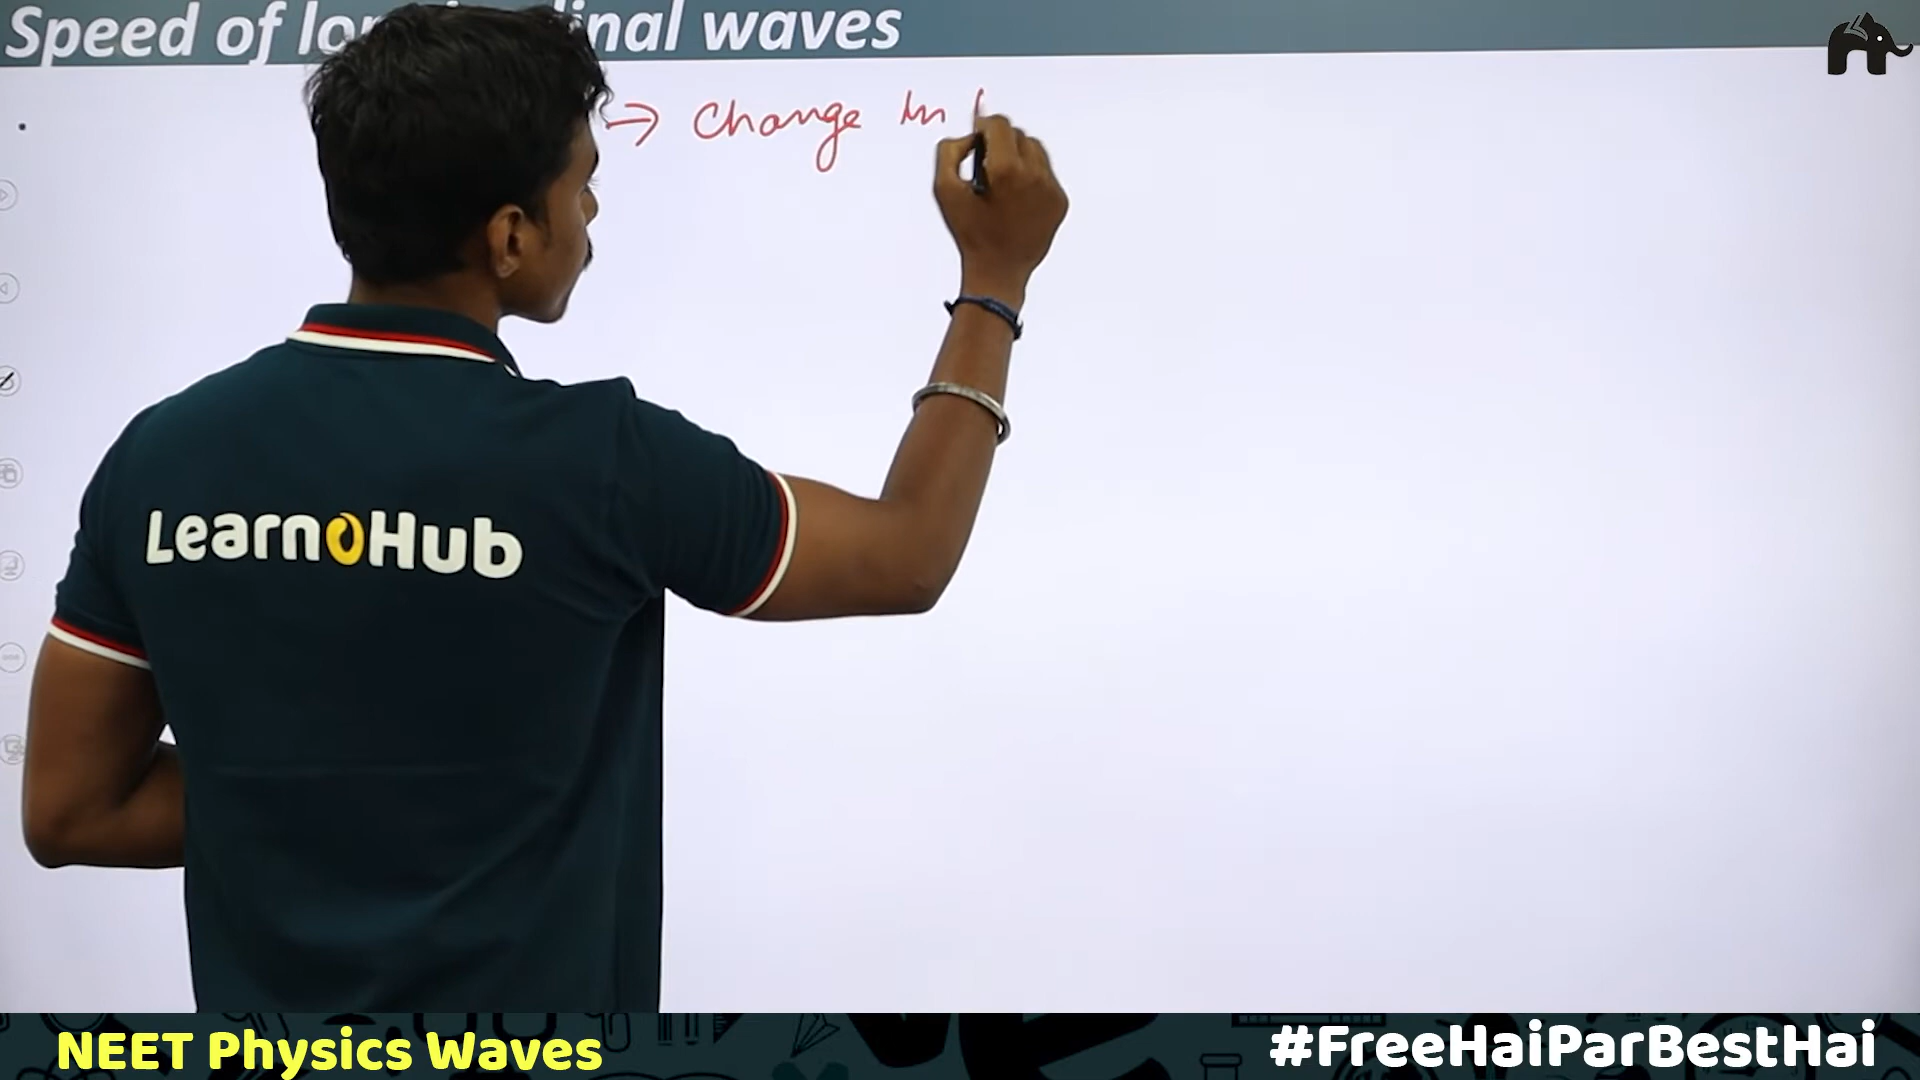 Speed of lo inal waves
→ Change in
LearnoHub
NEET Physics Waves
#FreeHaiParBestHai